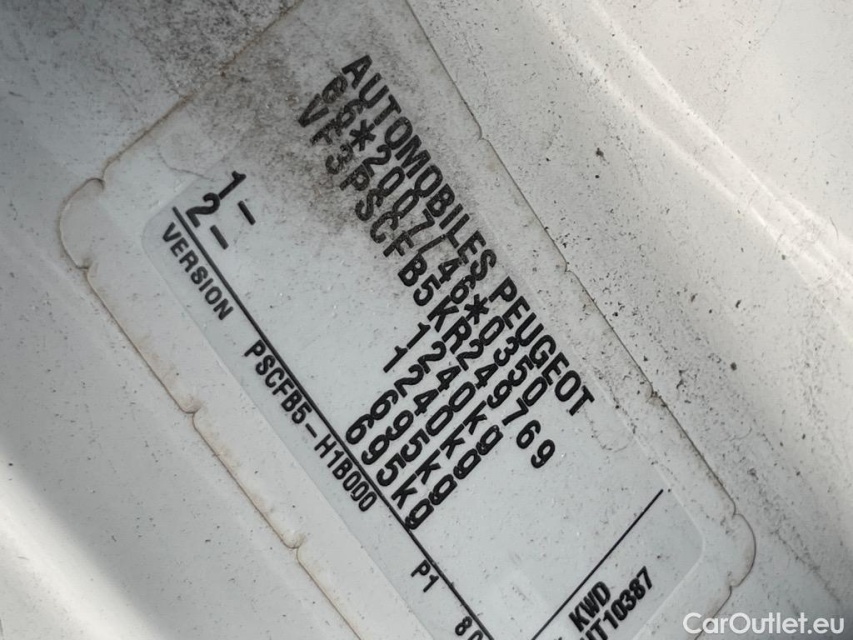 AUTOMOBILES PEUGEOT
e6*2007/46*0350
VF3PSCFB5KR249769
1240kg
1240kg
1- 695kg
2- 695kg
VERSION PSCFB5-H1B000 P1
KWD
CarOutlet.eu